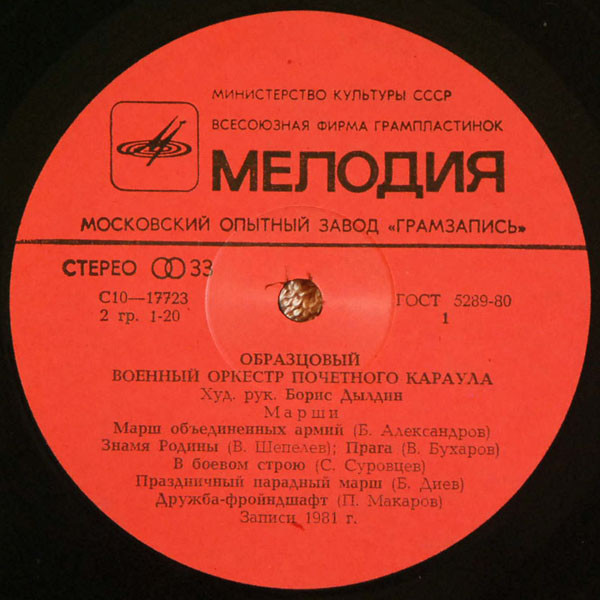 МИНИСТЕРСТВО КУЛЬТУРЫ СССР
ВСЕСОЮЗНАЯ ФИРМА ГРАМПЛАСТИНОК
МЕЛОДИЯ
МОСКОВСКИЙ ОПЫТНЫЙ ЗАВОД «ГРАМЗАПИСЬ»
СТЕРЕО 33
С10—17723 ГОСТ 5289-80
2 гр. 1-20 1
ОБРАЗЦОВЫЙ
ВОЕННЫЙ ОРКЕСТР ПОЧЕТНОГО КАРАУЛА
Худ. рук. Борис Дылдин
Марши
Марш объединенных армий (Б. Александров)
Знамя Родины (В. Шепелев); Прага (В. Бухаров)
В боевом строю (С. Суровцев)
Праздничный парадный марш (Б. Диев)
Дружба-фройндшафт (П. Макаров)
Записи 1981 г.